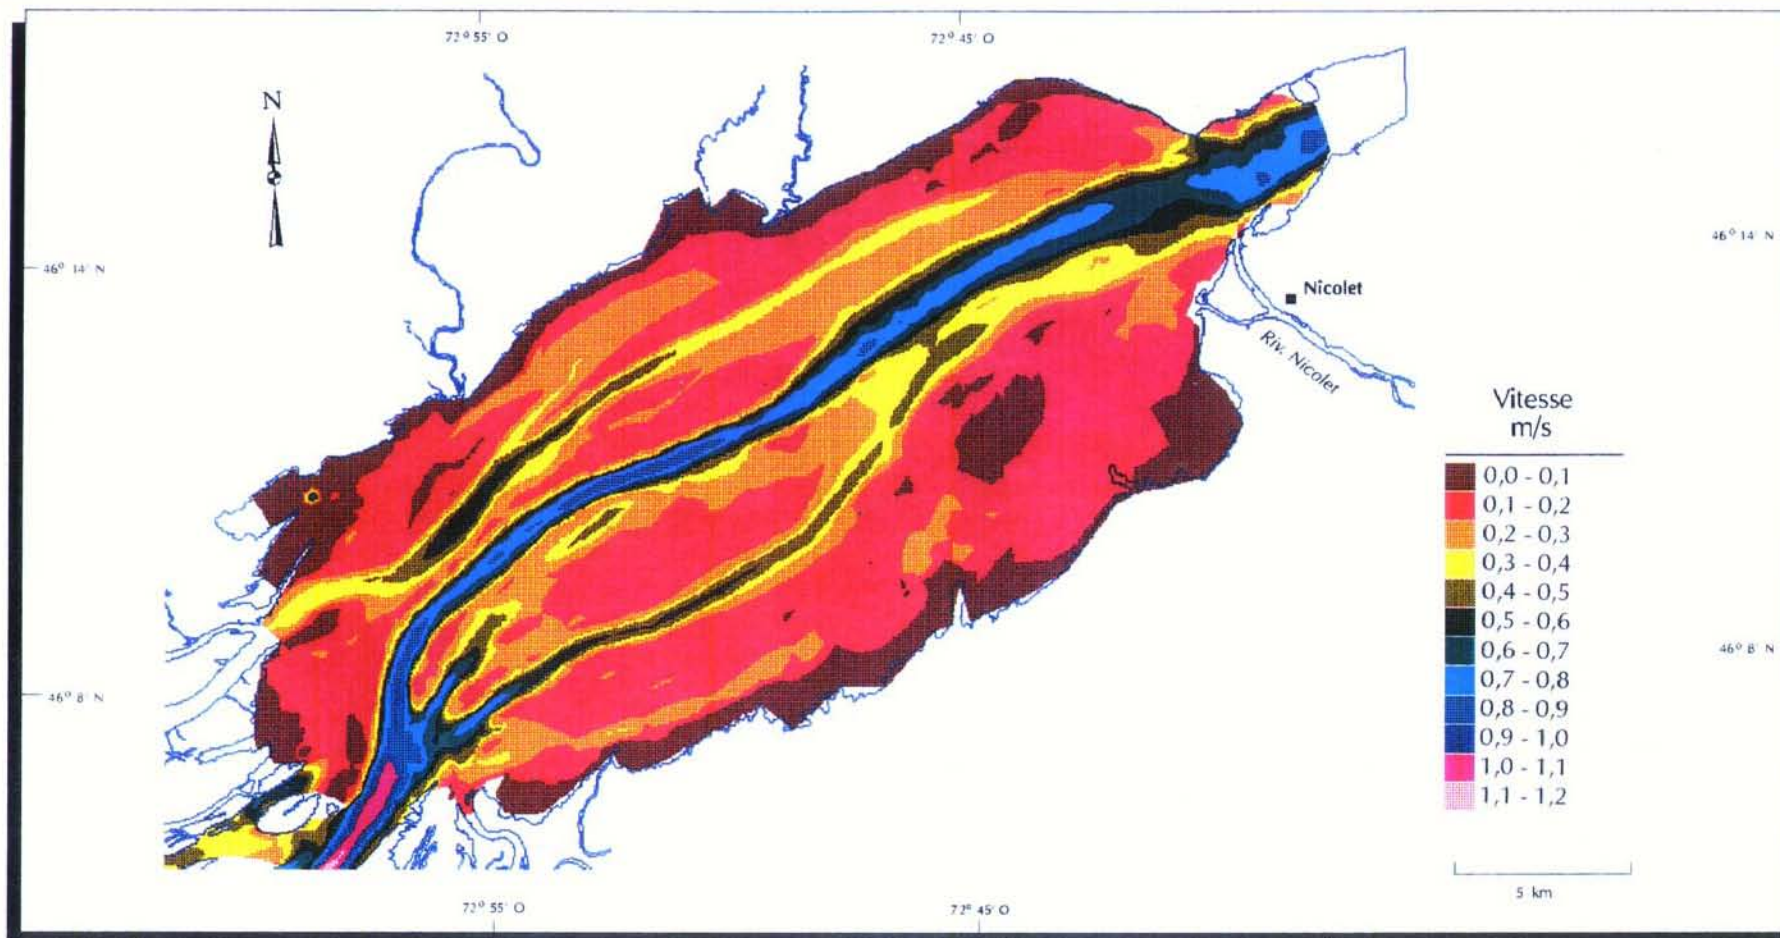 72° 55' O
72° 45' O
N
46° 14' N
46° 14' N
Nicolet
Riv. Nicolet
Vitesse
m/s
0,0 - 0,1
0,1 - 0,2
0,2 - 0,3
0,3 - 0,4
0,4 - 0,5
0,5 - 0,6
0,6 - 0,7
0,7 - 0,8
0,8 - 0,9
0,9 - 1,0
1,0 - 1,1
1,1 - 1,2
46° 8' N
46° 8' N
5 km
72° 55' O
72° 45' O